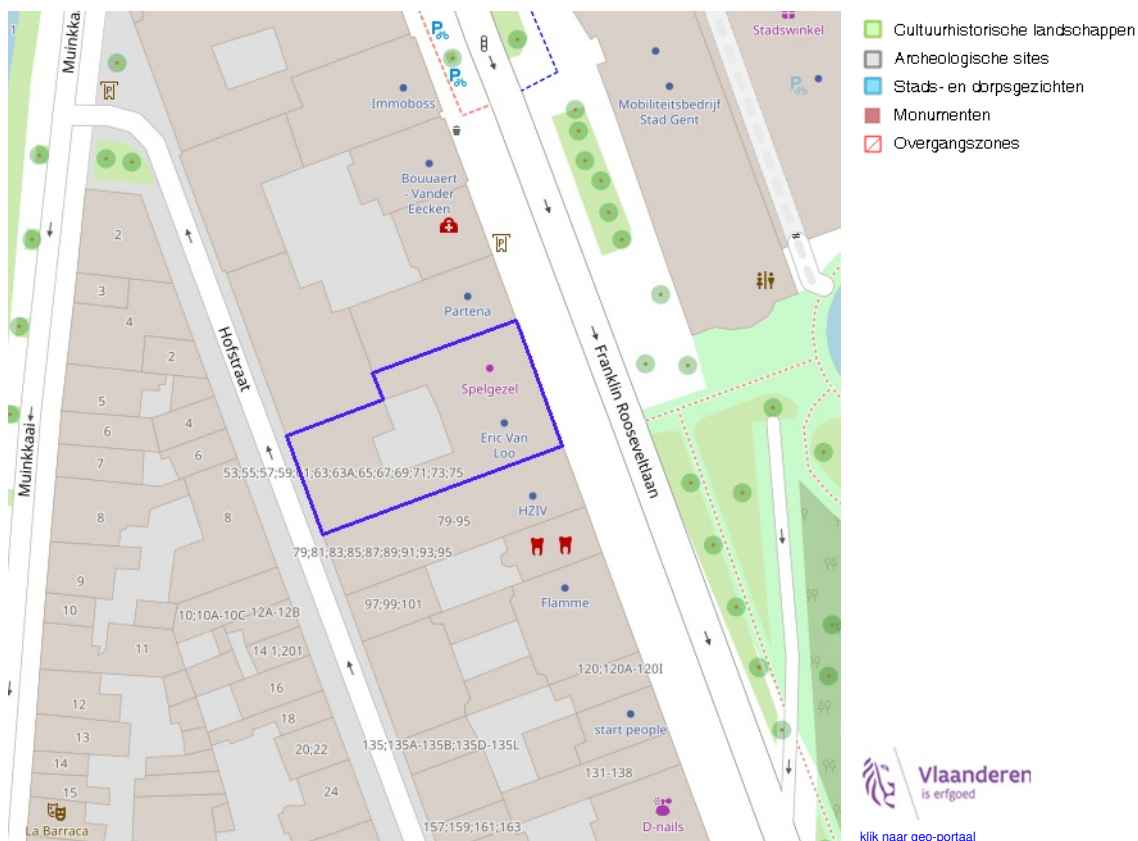 Cultuurhistorische landschappen
Archeologische sites
Stads- en dorpsgezichten
Monumenten
Overgangszones
Stadswinkel
Muinkkaai
P
Immoboss
Mobiliteitsbedrijf
Stad Gent
Bouuaert
- Vander
Eecken
P
Partena
Hofstraat
Franklin Rooseveltlaan
Spelgezel
Eric Van
Loo
Muinkkaai
2
3
4
2
5
4
6
6
7
53;55;57;59;61;63;63A;65;67;69;71;73;75
HZIV
8
8
79-95
79;81;83;85;87;89;91;93;95
9
Flamme
10
10;10A-10C
12A-12B
97;99;101
11
14 1;201
120;120A-120I
16
12
18
start people
13
20;22
135;135A-135B;135D-135L
14
131-138
15
24
La Barraca
157;159;161;163
D-nails
Vlaanderen
is erfgoed
klik naar geo-portaal